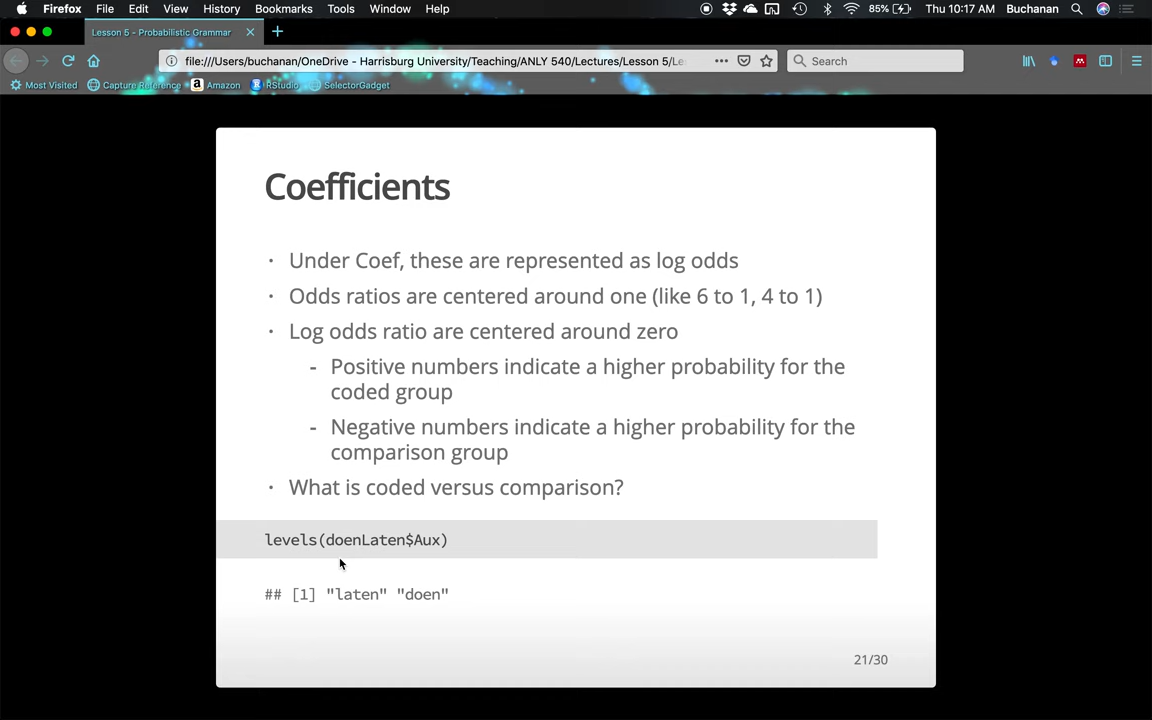 Firefox File Edit View History Bookmarks Tools Window Help 85% Thu 10:17 AM Buchanan
Lesson 5 - Probabilistic Grammar
file:///Users/buchanan/OneDrive - Harrisburg University/Teaching/ANLY 540/Lectures/Lesson 5/Le Search
Most Visited Capture Reference Amazon RStudio SelectorGadget
Coefficients
· Under Coef, these are represented as log odds
· Odds ratios are centered around one (like 6 to 1, 4 to 1)
· Log odds ratio are centered around zero
- Positive numbers indicate a higher probability for the
coded group
- Negative numbers indicate a higher probability for the
comparison group
· What is coded versus comparison?
levels(doenLaten$Aux)
## [1] "laten" "doen"
21/30